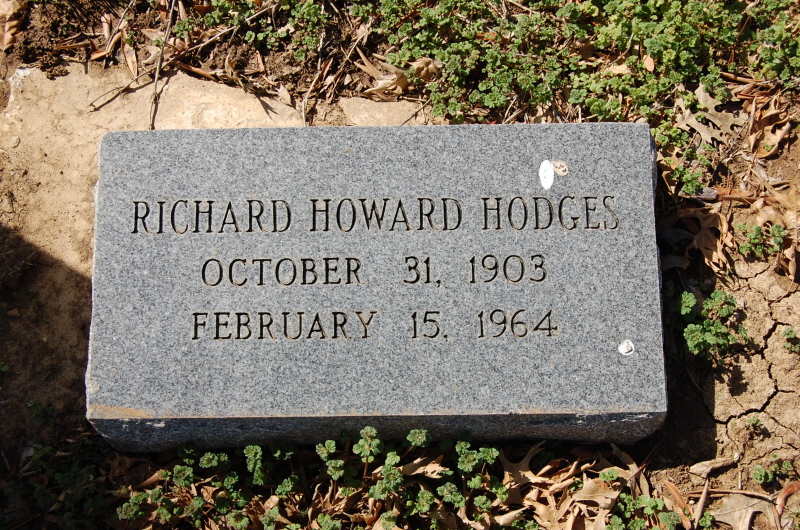 RICHARD HOWARD HODGES
OCTOBER 31, 1903
FEBRUARY 15, 1964